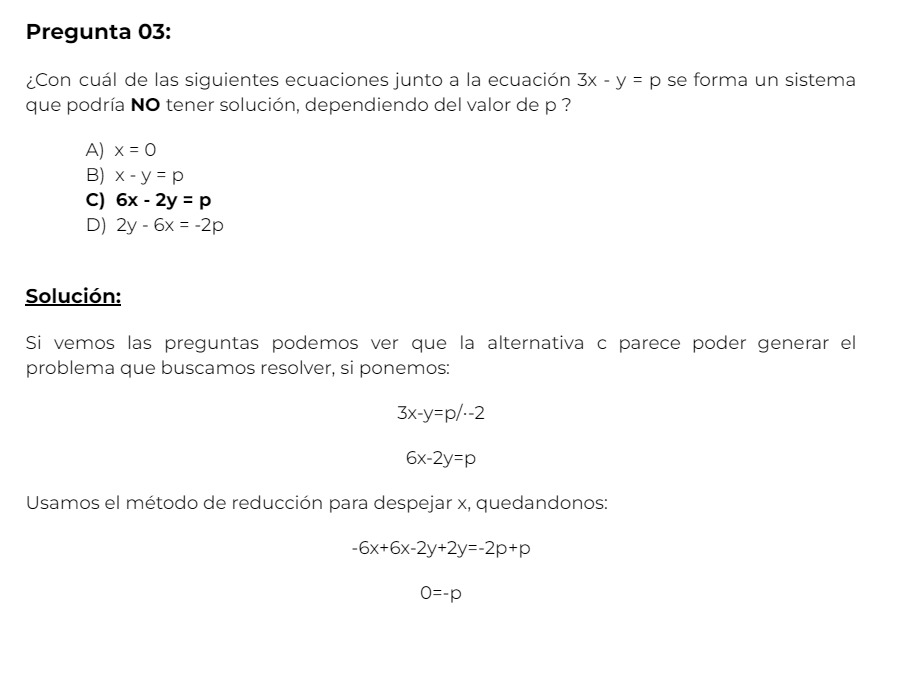 Pregunta 03:
¿Con cuál de las siguientes ecuaciones junto a la ecuación 3x - y = p se forma un sistema
que podría NO tener solución, dependiendo del valor de p ?
A) x = 0
B) x - y = p
C) 6x - 2y = p
D) 2y - 6x = -2p
Solución:
Si vemos las preguntas podemos ver que la alternativa c parece poder generar el
problema que buscamos resolver, si ponemos:
3x-y=p/·-2
6x-2y=p
Usamos el método de reducción para despejar x, quedandonos:
-6x+6x-2y+2y=-2p+p
0=-p